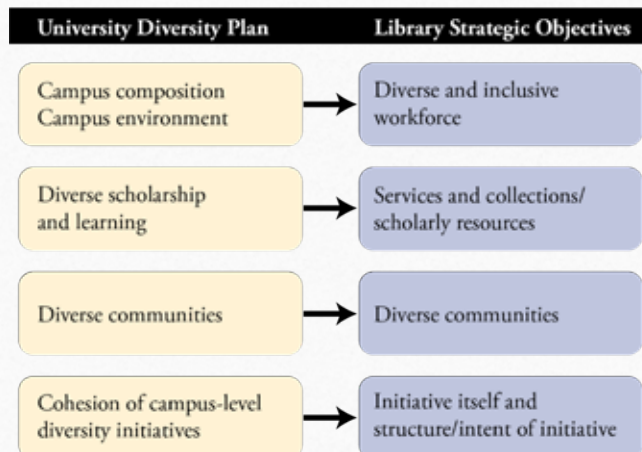 University Diversity Plan
Library Strategic Objectives
Campus composition
Campus environment
Diverse and inclusive
workforce
Diverse scholarship
and learning
Services and collections/
scholarly resources
Diverse communities
Diverse communities
Cohesion of campus-level
diversity initiatives
Initiative itself and
structure/intent of initiative